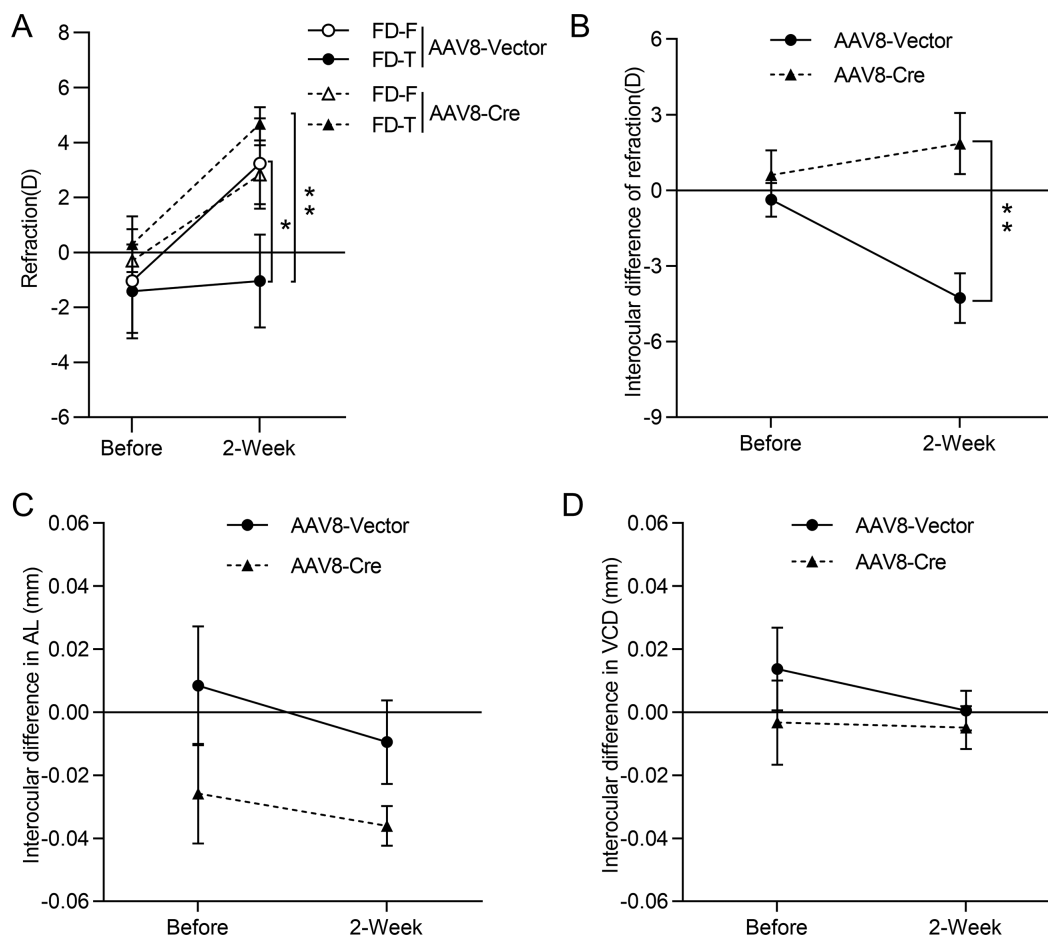 A
Refraction(D)
8
6
4
2
0
-2
-4
-6
Before
2-Week
FD-F
FD-T
AAV8-Vector
FD-F
FD-T
AAV8-Cre
*
**
B
Interocular difference of refraction(D)
6
3
0
-3
-6
-9
Before
2-Week
AAV8-Vector
AAV8-Cre
**
C
Interocular difference in AL (mm)
0.06
0.04
0.02
0.00
-0.02
-0.04
-0.06
Before
2-Week
AAV8-Vector
AAV8-Cre
D
Interocular difference in VCD (mm)
0.06
0.04
0.02
0.00
-0.02
-0.04
-0.06
Before
2-Week
AAV8-Vector
AAV8-Cre